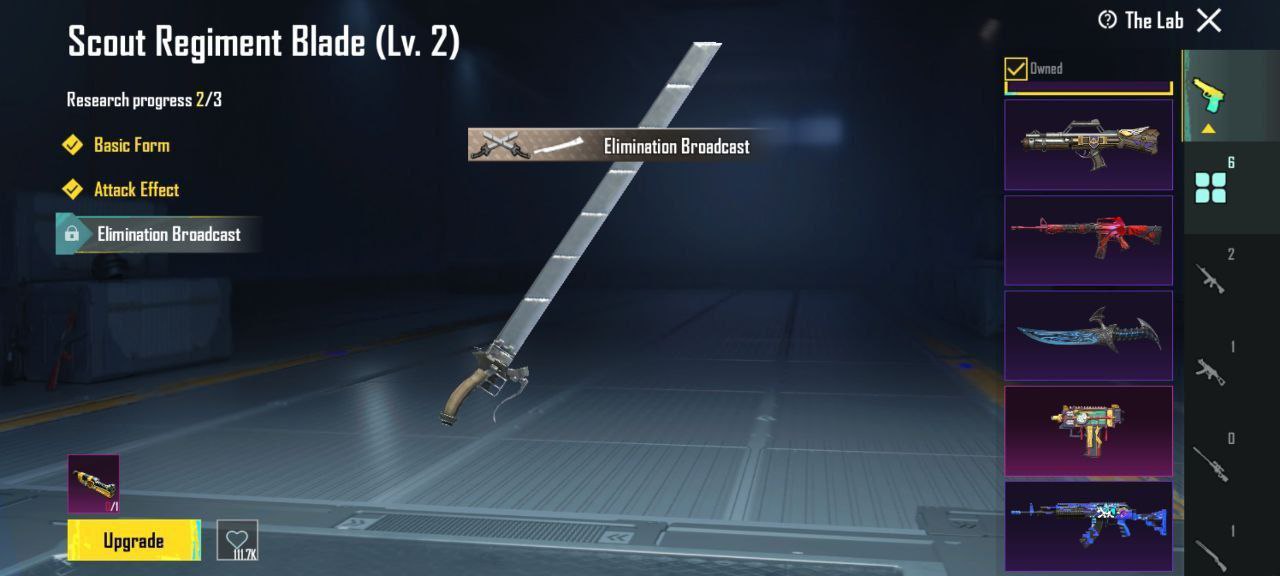 Scout Regiment Blade (Lv. 2)
The Lab
Research progress 2/3
Owned
Basic Form
Attack Effect
Elimination Broadcast
Elimination Broadcast
6
2
1
0
1
0/1
Upgrade
111.7K